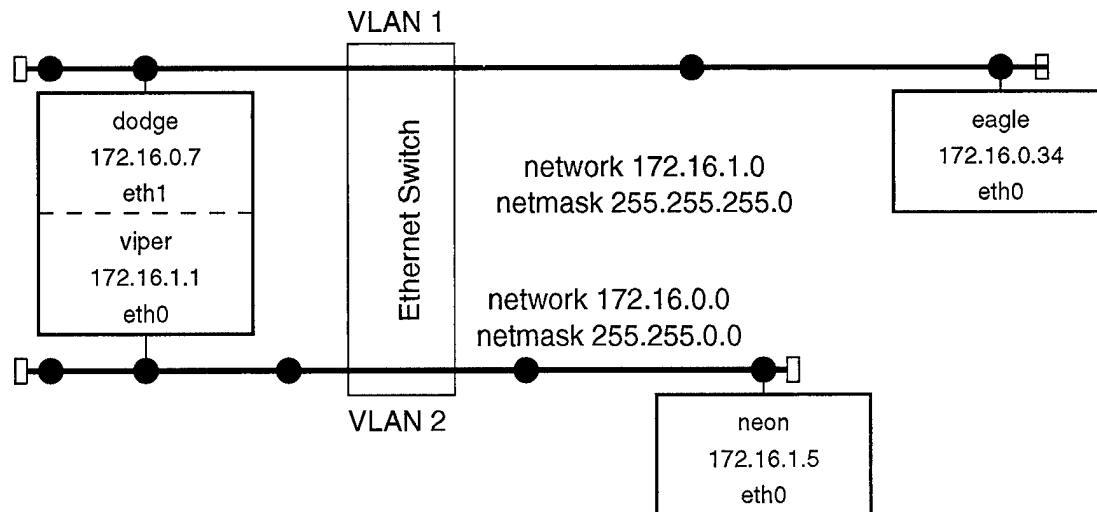 VLAN 1
dodge
172.16.0.7
eth1
viper
172.16.1.1
eth0
Ethernet Switch
network 172.16.1.0
netmask 255.255.255.0
network 172.16.0.0
netmask 255.255.0.0
eagle
172.16.0.34
eth0
VLAN 2
neon
172.16.1.5
eth0